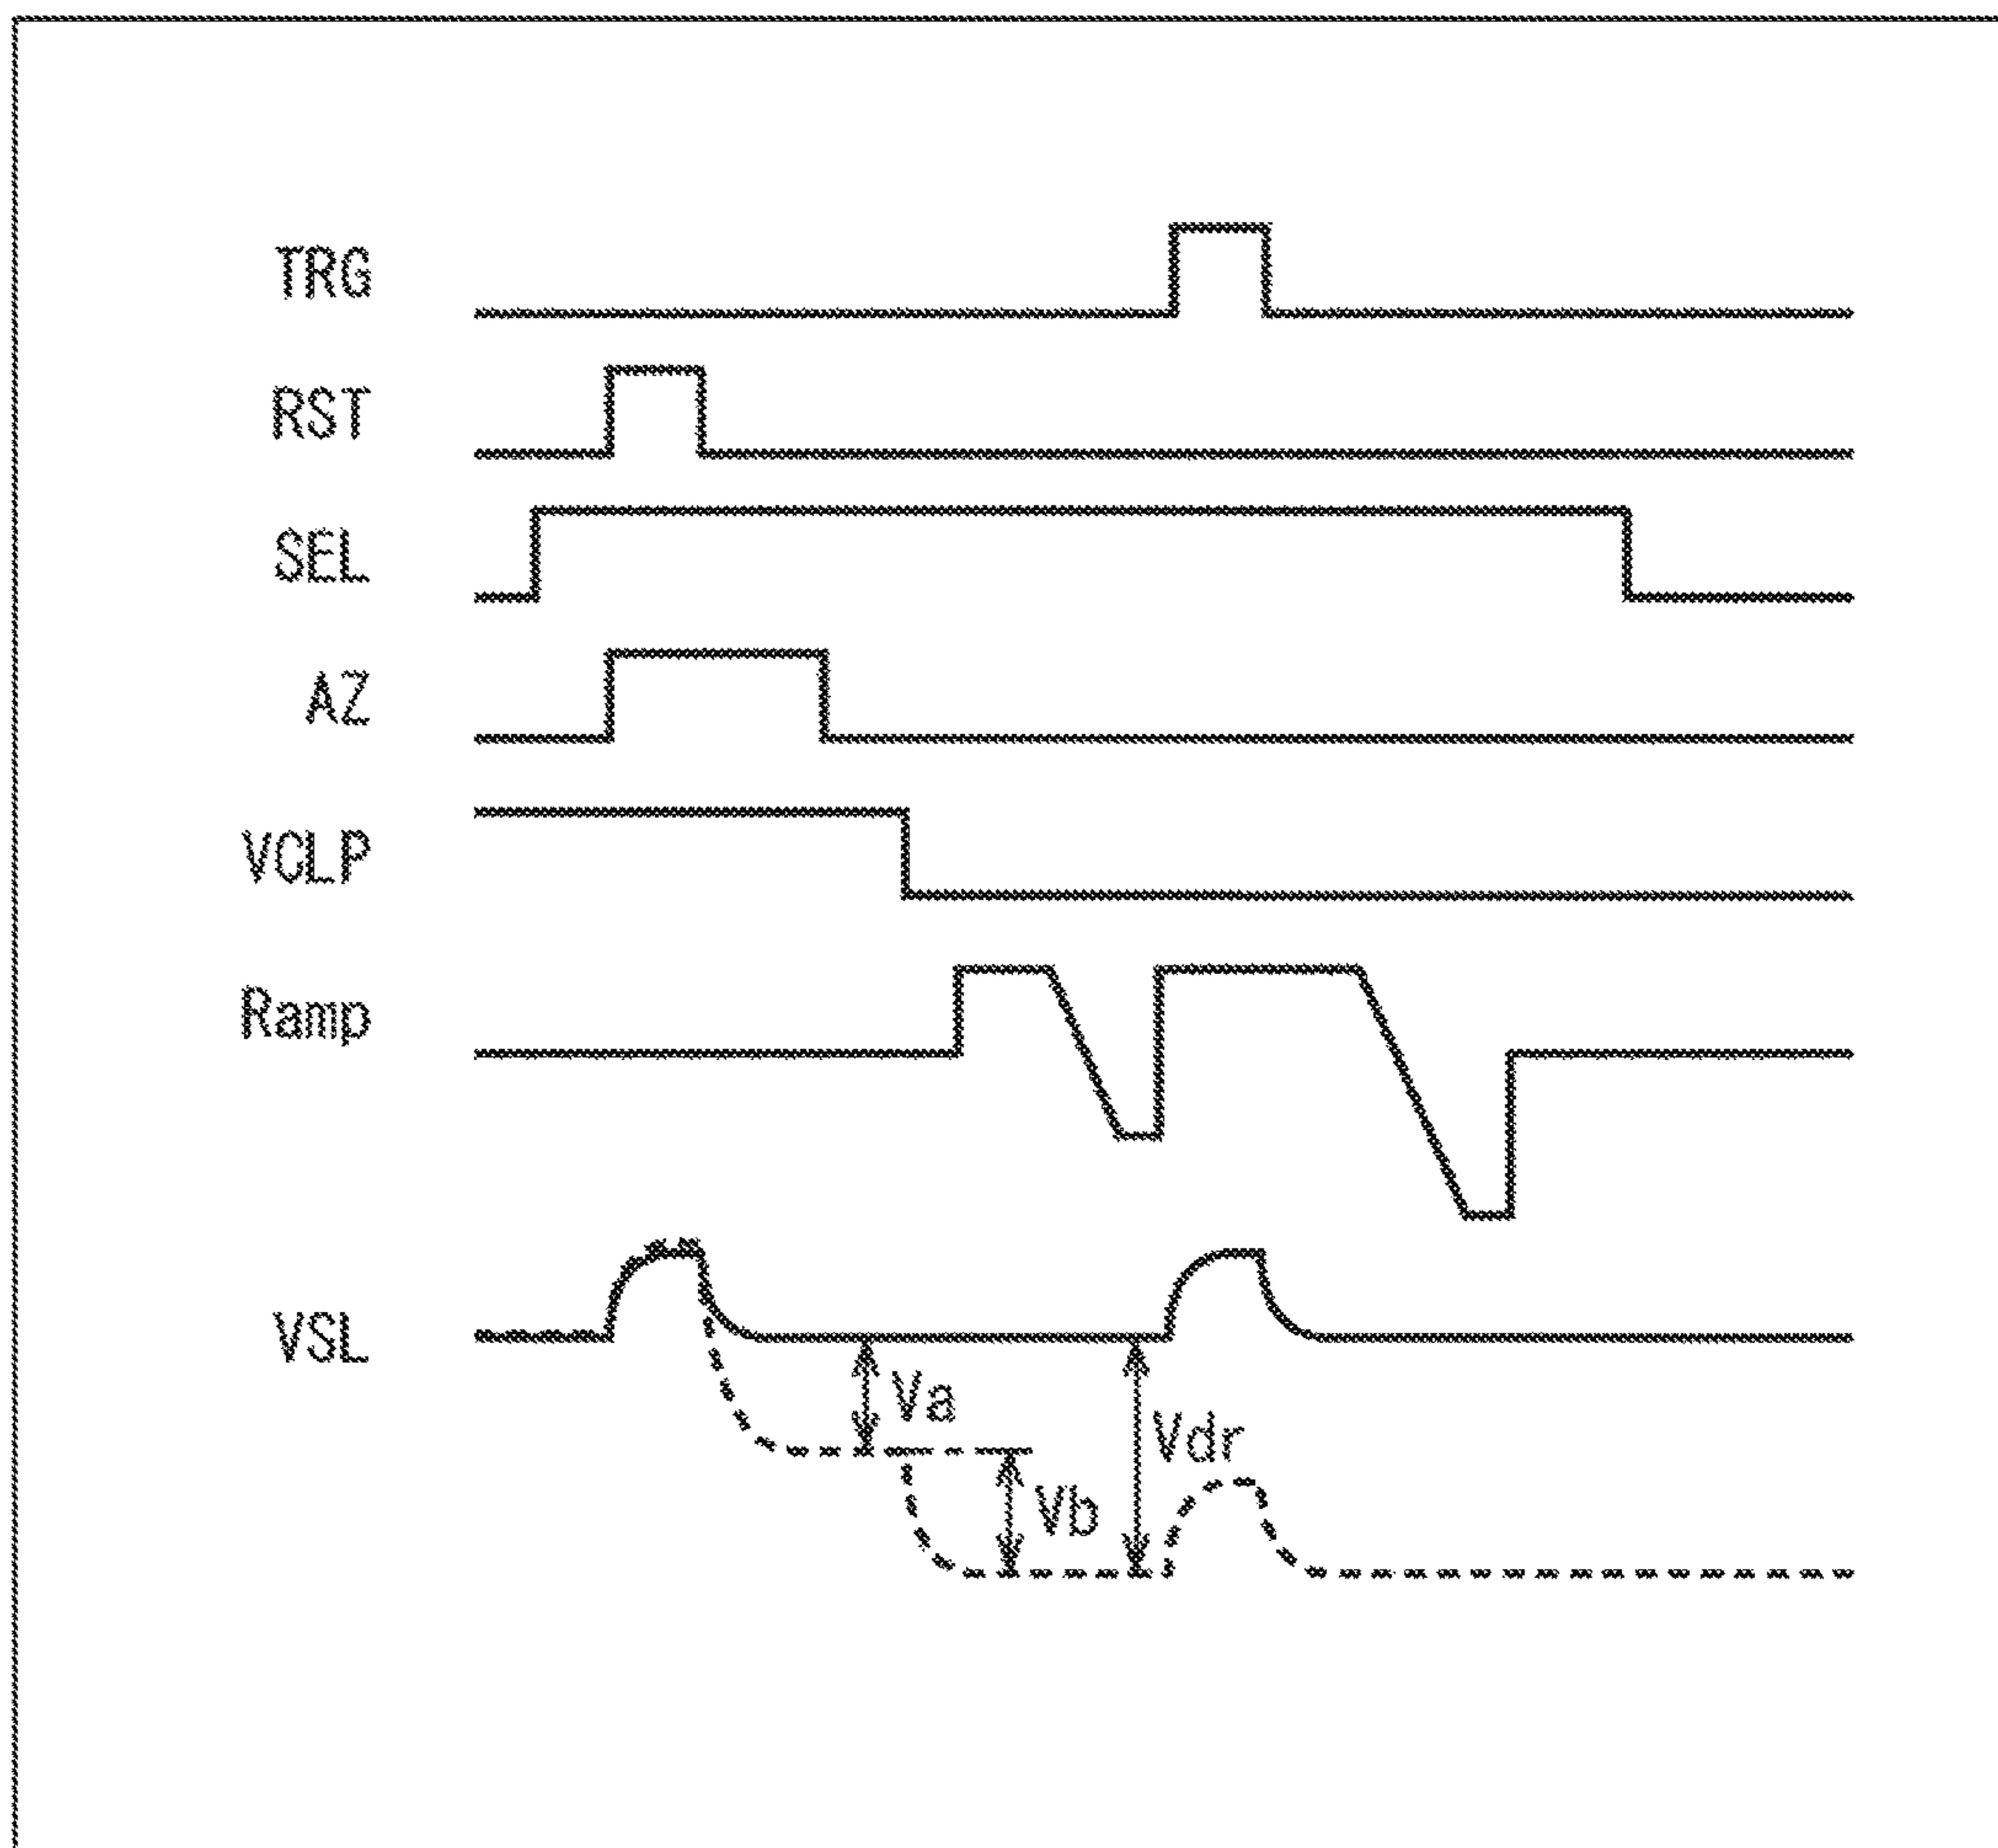 TRG
RST
SEL
AZ
VCLP
Ramp
VSL
Va
Vdr
Vb